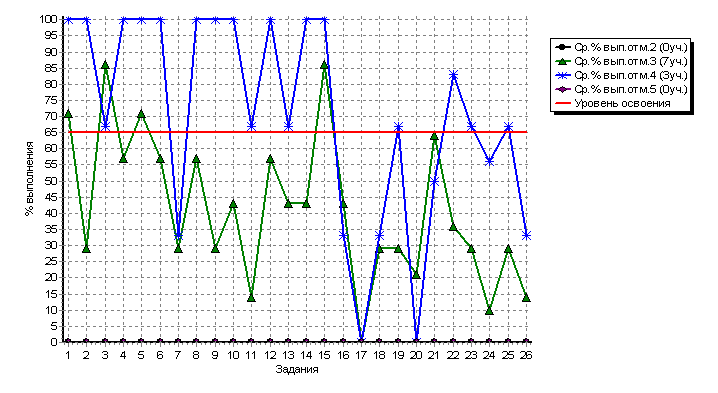 100
95
90
85
80
75
70
65
60
55
50
45
40
35
30
25
20
15
10
5
0
% выполнения
1 2 3 4 5 6 7 8 9 10 11 12 13 14 15 16 17 18 19 20 21 22 23 24 25 26
Задания
Ср.% вып.отм.2 (0уч.)
Ср.% вып.отм.3 (7уч.)
Ср.% вып.отм.4 (3уч.)
Ср.% вып.отм.5 (0уч.)
Уровень освоения